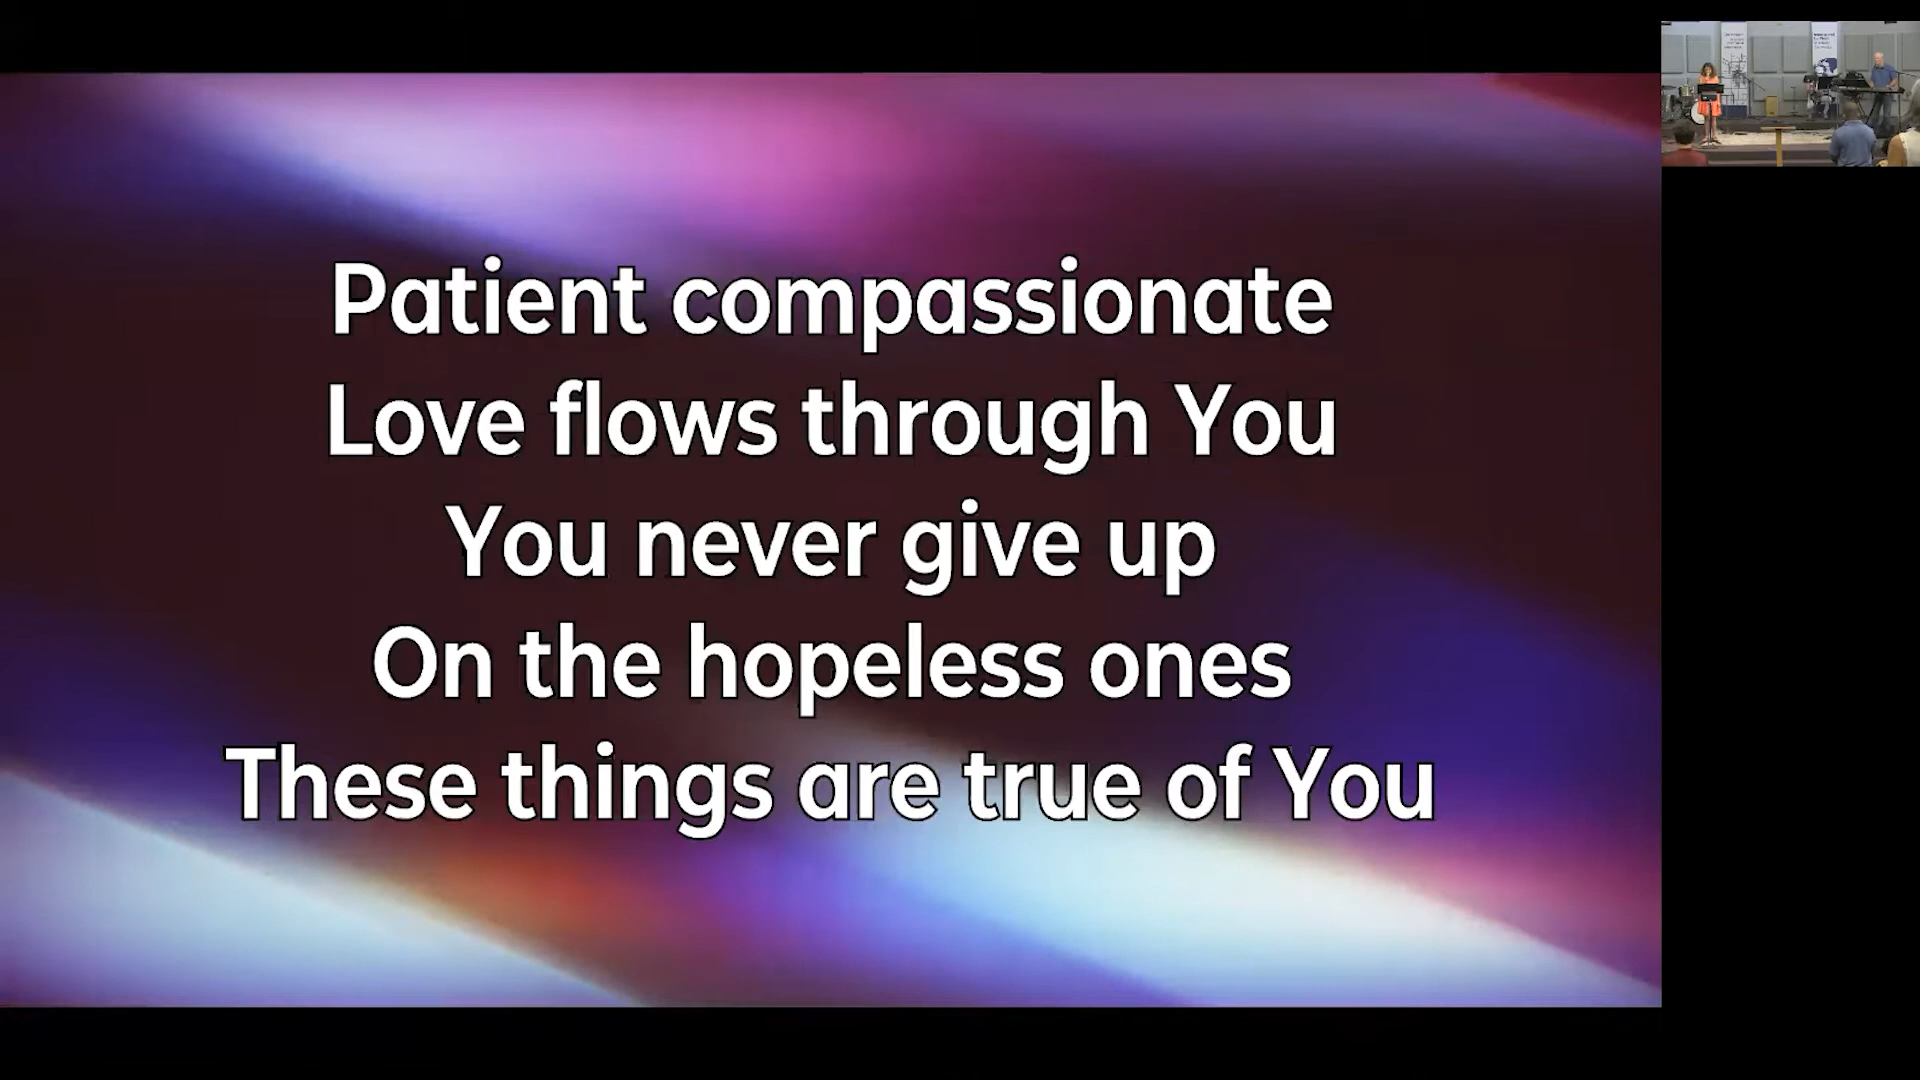 Patient compassionate
Love flows through You
You never give up
On the hopeless ones
These things are true of You